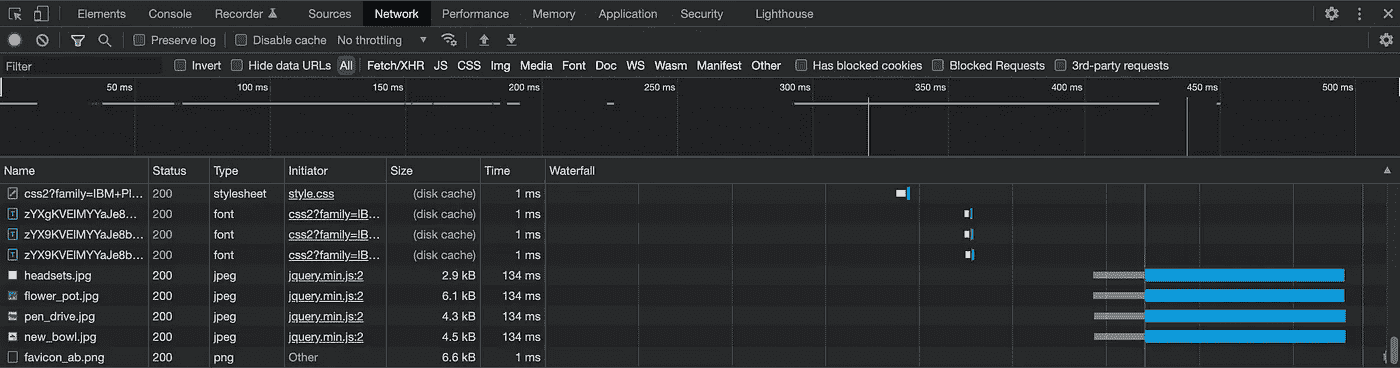 Elements Console Recorder Sources Network Performance Memory Application Security Lighthouse
Preserve log Disable cache No throttling
Filter Invert Hide data URLs All Fetch/XHR JS CSS Img Media Font Doc WS Wasm Manifest Other Has blocked cookies Blocked Requests 3rd-party requests
50 ms 100 ms 150 ms 200 ms 250 ms 300 ms 350 ms 400 ms 450 ms 500 ms
Name Status Type Initiator Size Time Waterfall
css2?family=IBM+Pl... 200 stylesheet style.css (disk cache) 1 ms
zYXgKVElMYYaJe8... 200 font css2?family=IB... (disk cache) 1 ms
zYX9KVElMYYaJe8b... 200 font css2?family=IB... (disk cache) 1 ms
zYX9KVElMYYaJe8b... 200 font css2?family=IB... (disk cache) 1 ms
headsets.jpg 200 jpeg jquery.min.js:2 2.9 kB 134 ms
flower_pot.jpg 200 jpeg jquery.min.js:2 6.1 kB 134 ms
pen_drive.jpg 200 jpeg jquery.min.js:2 4.3 kB 134 ms
new_bowl.jpg 200 jpeg jquery.min.js:2 4.5 kB 134 ms
favicon_ab.png 200 png Other 6.6 kB 1 ms